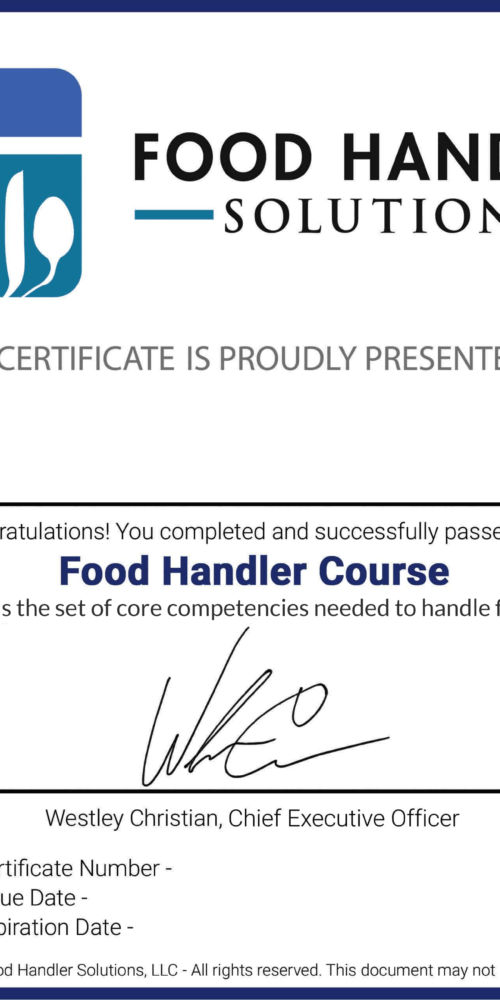 FOOD HAND
SOLUTION
CERTIFICATE IS PROUDLY PRESENTE
ratulations! You completed and successfully passe
Food Handler Course
s the set of core competencies needed to handle f
Westley Christian, Chief Executive Officer
rtificate Number -
ue Date -
piration Date -
od Handler Solutions, LLC - All rights reserved. This document may not